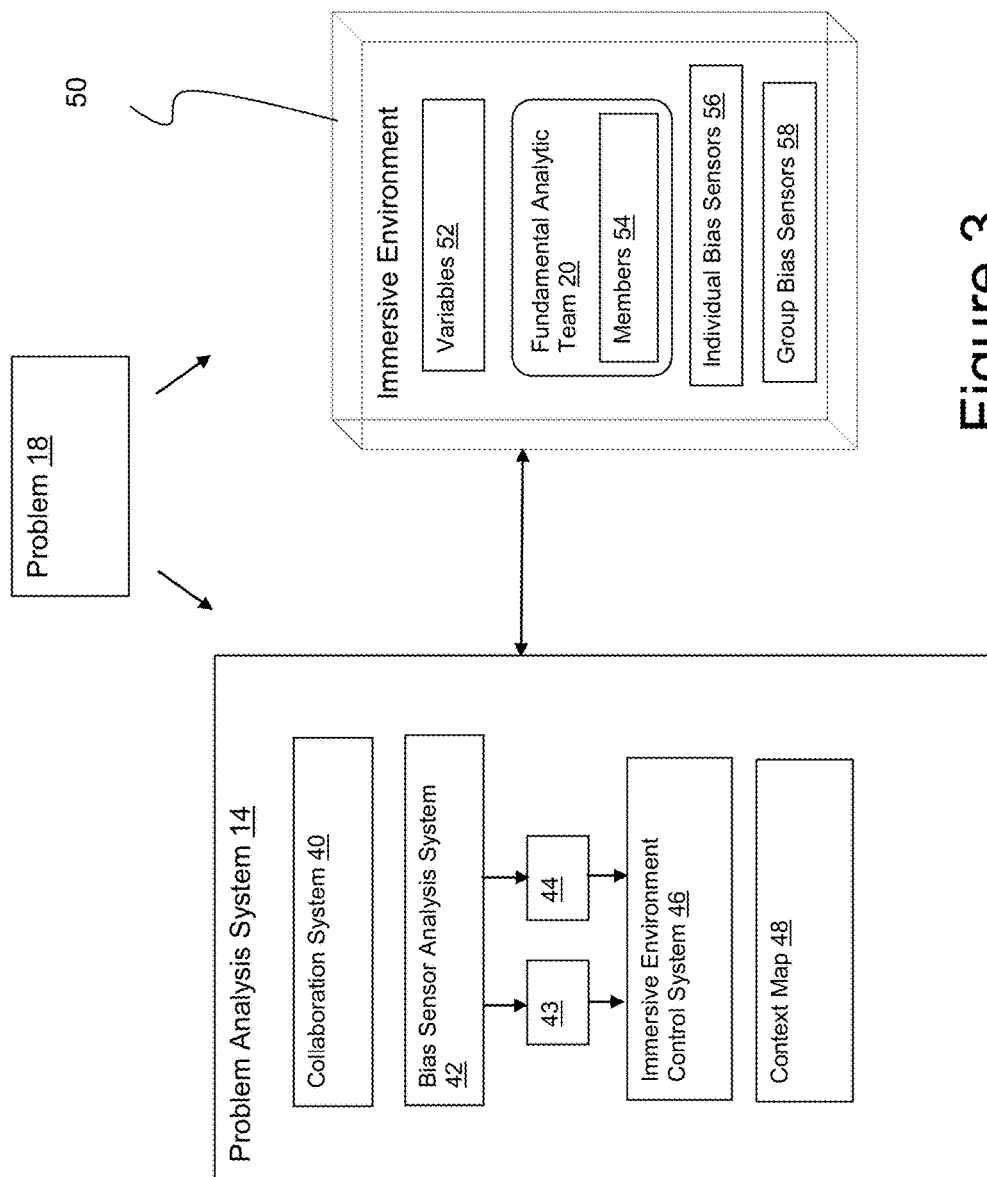 Problem 18
50
Problem Analysis System 14
Collaboration System 40
Bias Sensor Analysis System
42
43
44
Immersive Environment
Control System 46
Context Map 48
Immersive Environment
Variables 52
Fundamental Analytic
Team 20
Members 54
Individual Bias Sensors 56
Group Bias Sensors 58
Figure 3